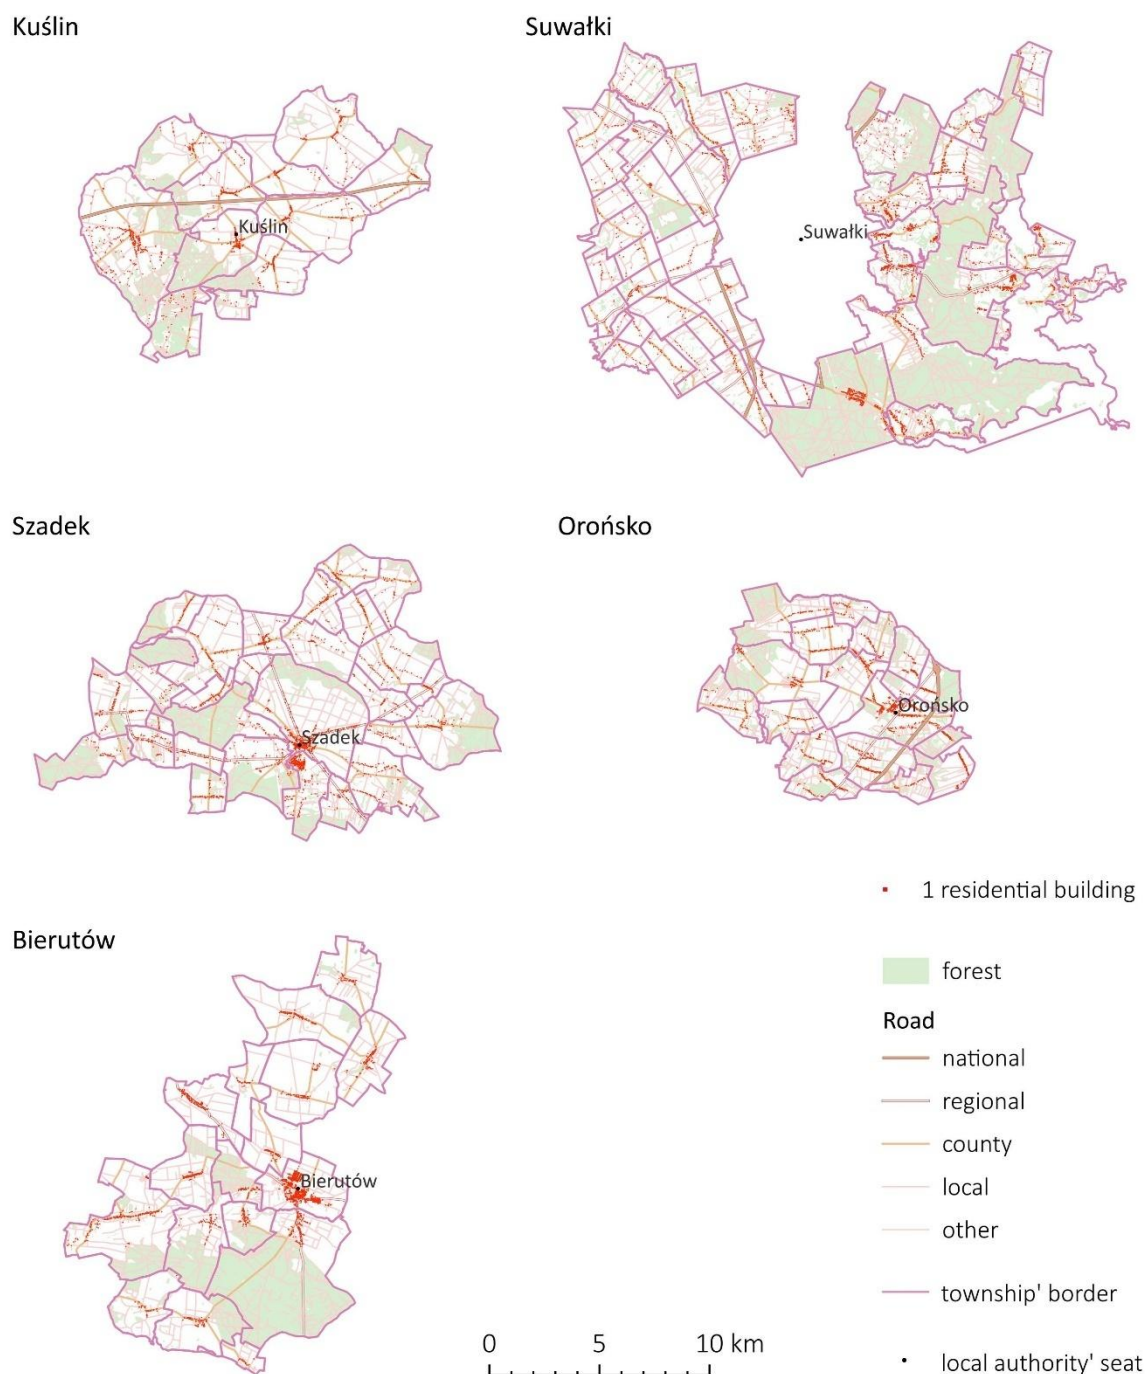 Kuślin
Suwałki
Kuślin
Suwałki
Szadek
Orońsko
Szadek
Orońsko
1 residential building
Bierutów
forest
Road
national
regional
county
Bierutów
local
other
township' border
0 5 10 km
local authority' seat